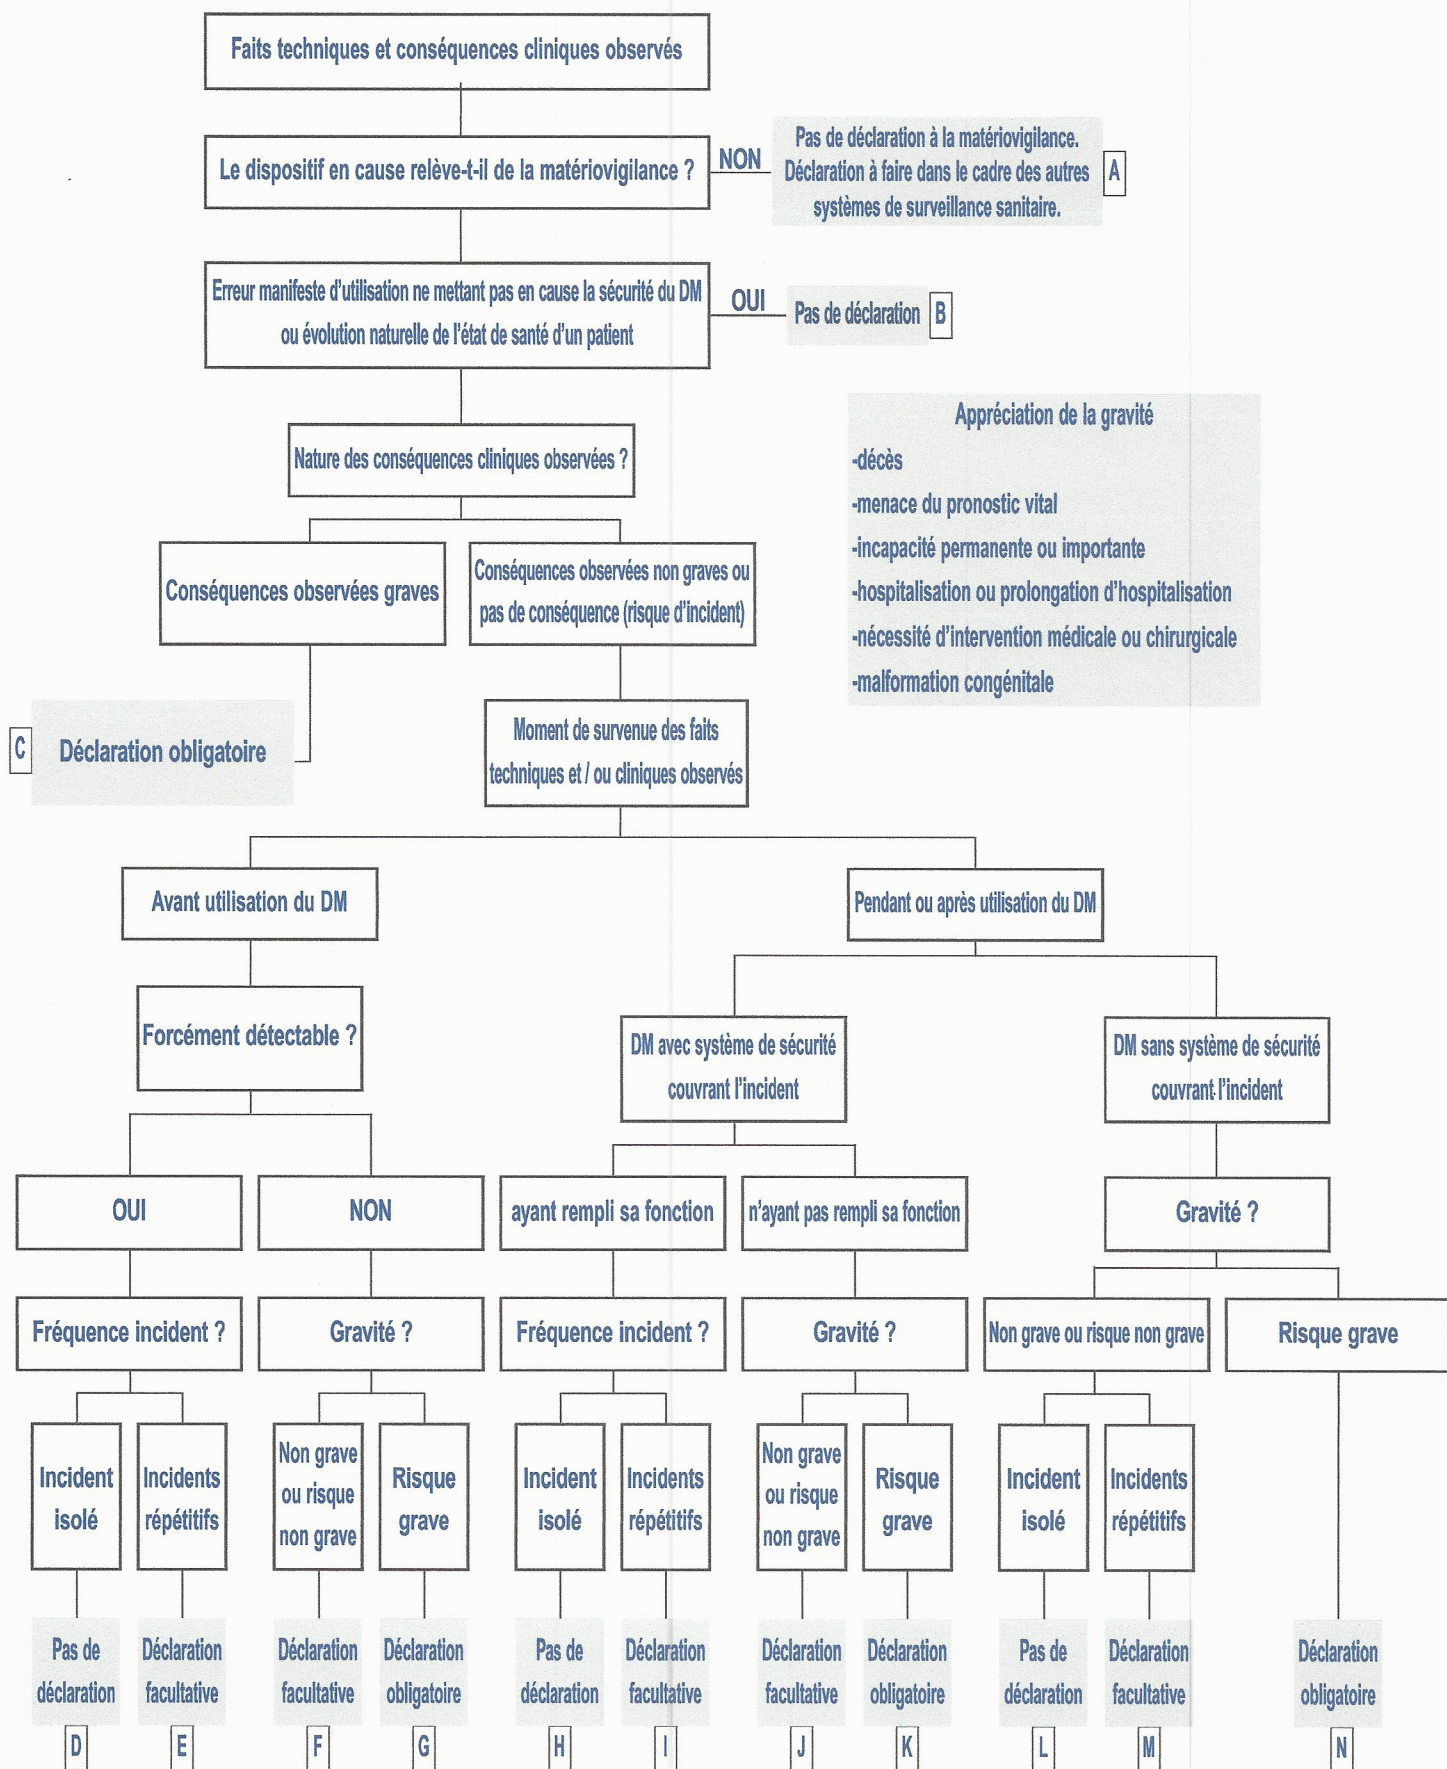 Faits techniques et conséquences cliniques observés
Le dispositif en cause relève-t-il de la matériovigilance ?
NON
Pas de déclaration à la matériovigilance.
Déclaration à faire dans le cadre des autres
systèmes de surveillance sanitaire.
A
Erreur manifeste d'utilisation ne mettant pas en cause la sécurité du DM
ou évolution naturelle de l'état de santé d'un patient
OUI
Pas de déclaration
B
Nature des conséquences cliniques observées ?
Appréciation de la gravité
-décès
-menace du pronostic vital
-incapacité permanente ou importante
-hospitalisation ou prolongation d'hospitalisation
-nécessité d'intervention médicale ou chirurgicale
-malformation congénitale
Conséquences observées graves
Conséquences observées non graves ou
pas de conséquence (risque d'incident)
C
Déclaration obligatoire
Moment de survenue des faits
techniques et / ou cliniques observés
Avant utilisation du DM
Pendant ou après utilisation du DM
Forcément détectable ?
DM avec système de sécurité
couvrant l'incident
DM sans système de sécurité
couvrant l'incident
OUI
NON
ayant rempli sa fonction
n'ayant pas rempli sa fonction
Gravité ?
Fréquence incident ?
Gravité ?
Fréquence incident ?
Gravité ?
Non grave ou risque non grave
Risque grave
Incident
isolé
Incidents
répétitifs
Non grave
ou risque
non grave
Risque
grave
Incident
isolé
Incidents
répétitifs
Non grave
ou risque
non grave
Risque
grave
Incident
isolé
Incidents
répétitifs
Pas de
déclaration
Déclaration
facultative
Déclaration
facultative
Déclaration
obligatoire
Pas de
déclaration
Déclaration
facultative
Déclaration
facultative
Déclaration
obligatoire
Pas de
déclaration
Déclaration
facultative
Déclaration
obligatoire
D
E
F
G
H
I
J
K
L
M
N